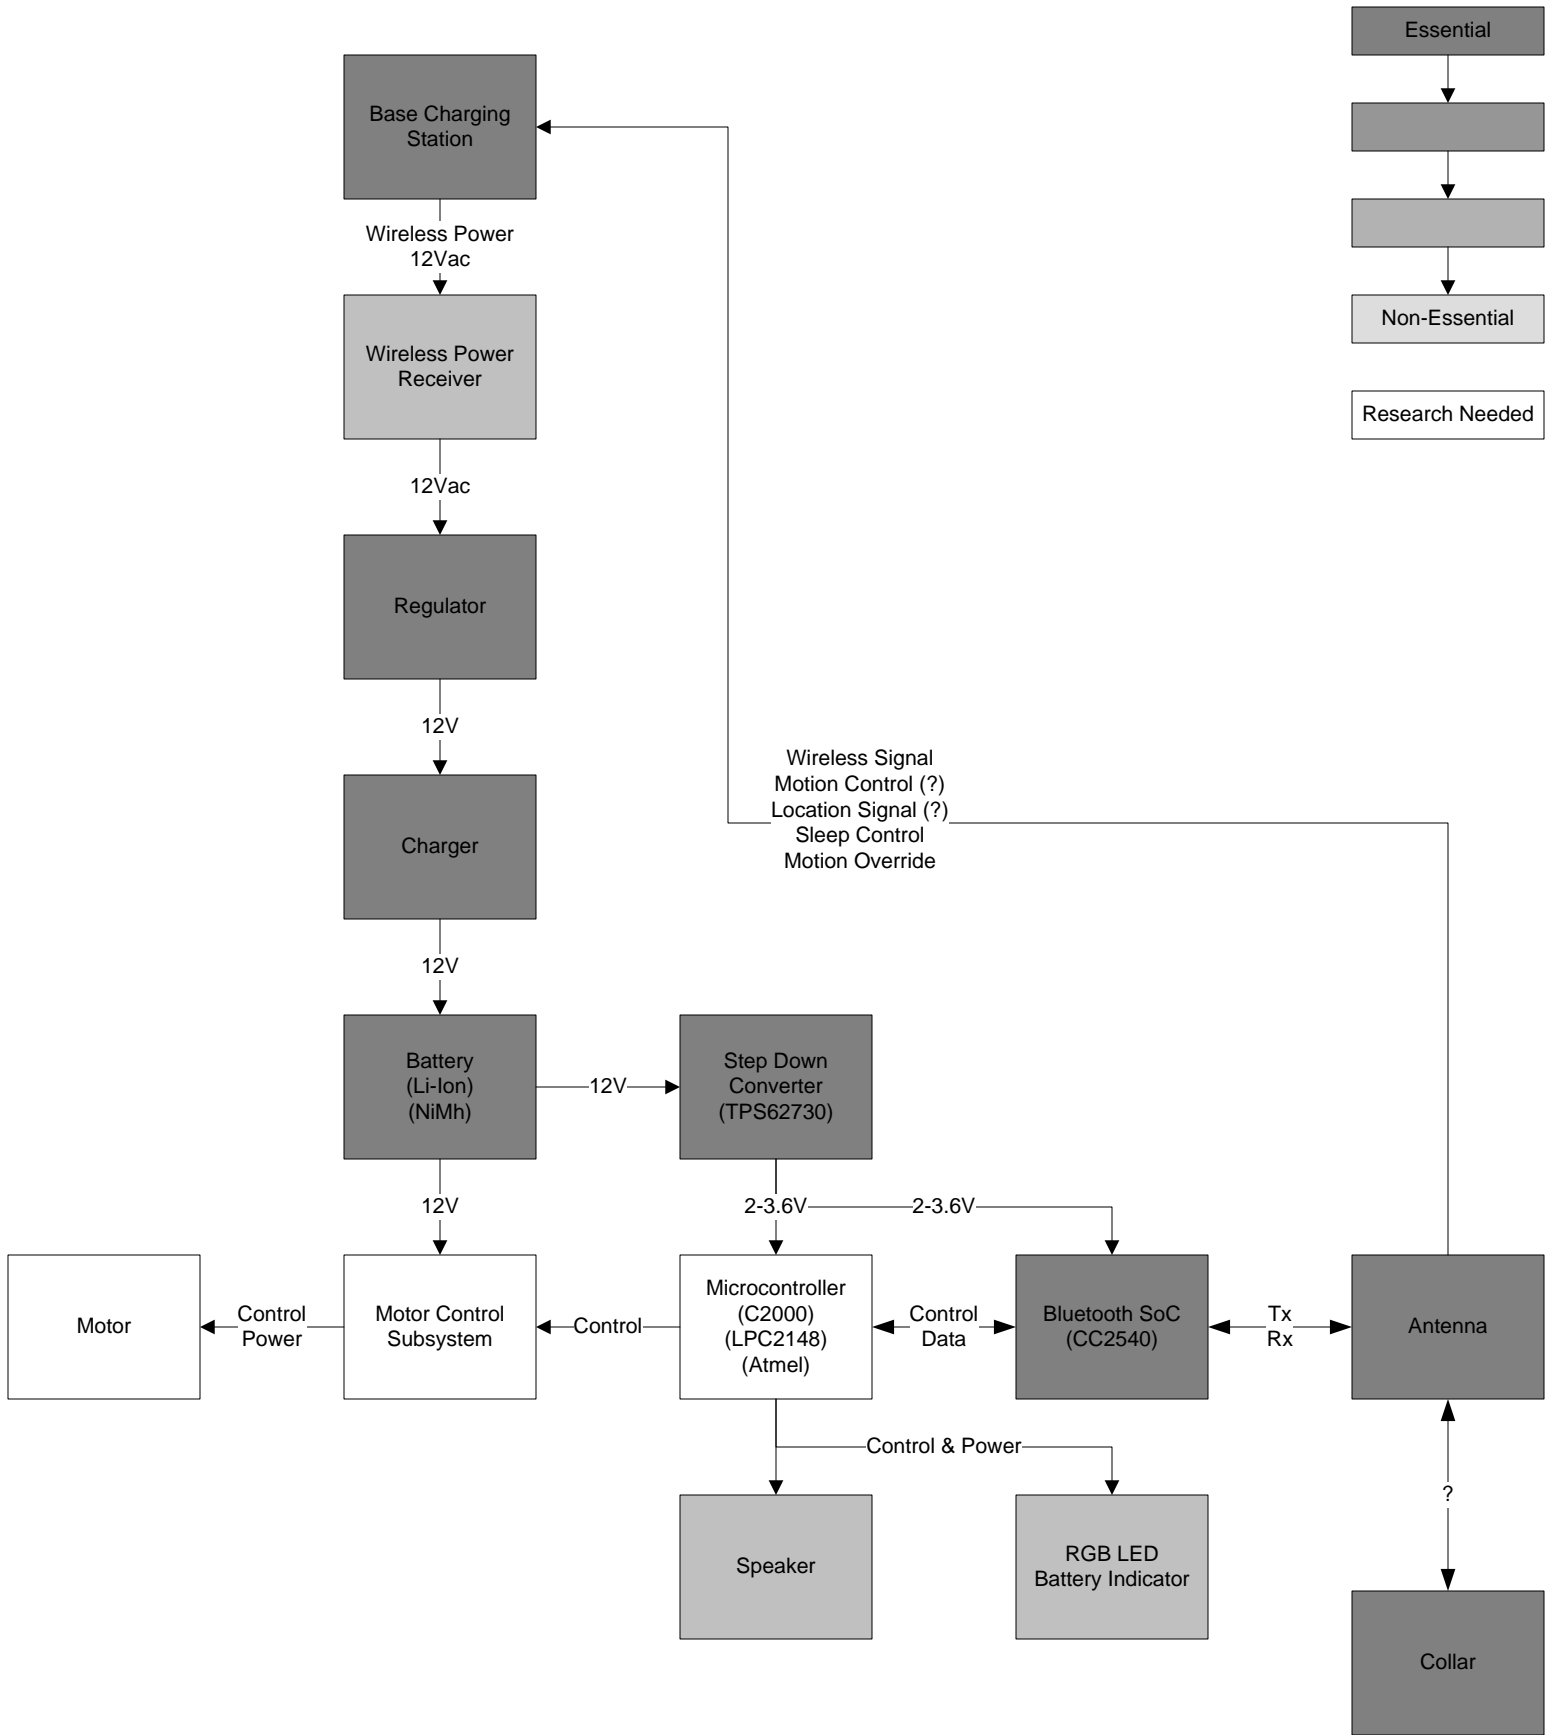 Essential
Base Charging
Station
Wireless Power
12Vac
Non-Essential
Wireless Power
Receiver
Research Needed
12Vac
Regulator
12V
Wireless Signal
Motion Control (?)
Location Signal (?)
Sleep Control
Motion Override
Charger
12V
Battery
(Li-Ion)
(NiMh)
12V
Step Down
Converter
(TPS62730)
12V
2-3.6V
2-3.6V
Motor
Control
Power
Motor Control
Subsystem
Control
Microcontroller
(C2000)
(LPC2148)
(Atmel)
Control
Data
Bluetooth SoC
(CC2540)
Tx
Rx
Antenna
Control & Power
?
Speaker
RGB LED
Battery Indicator
Collar